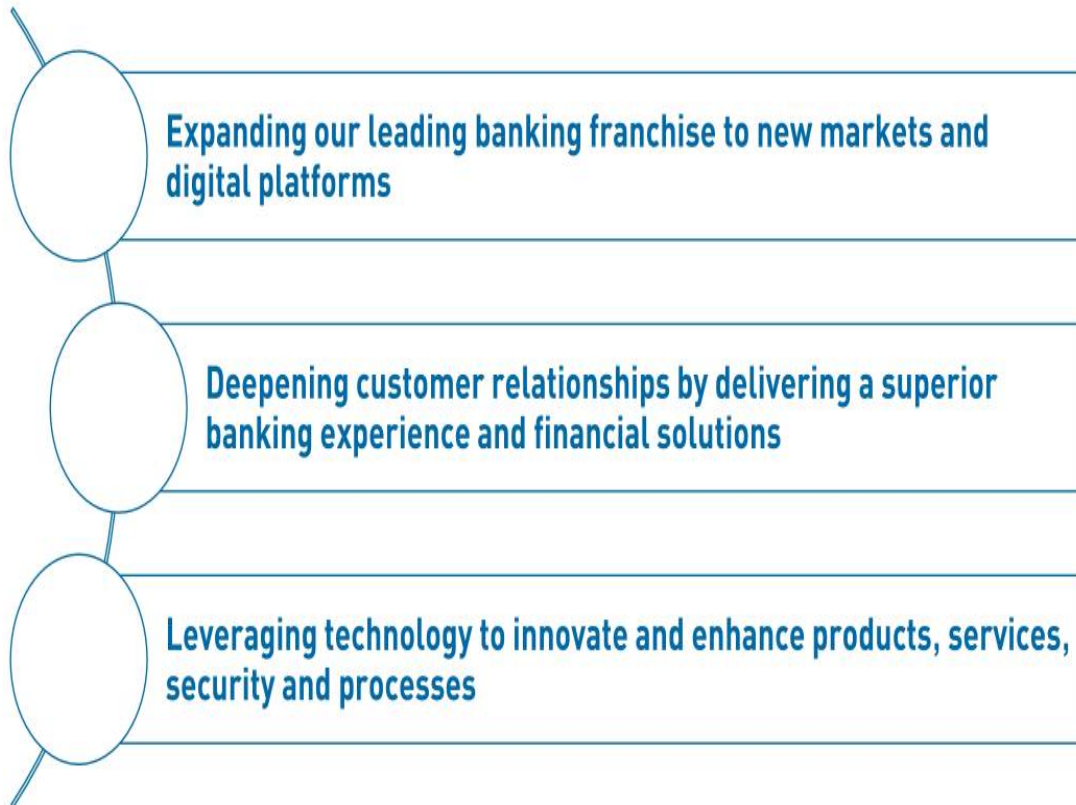 Expanding our leading banking franchise to new markets and
digital platforms
Deepening customer relationships by delivering a superior
banking experience and financial solutions
Leveraging technology to innovate and enhance products, services,
security and processes